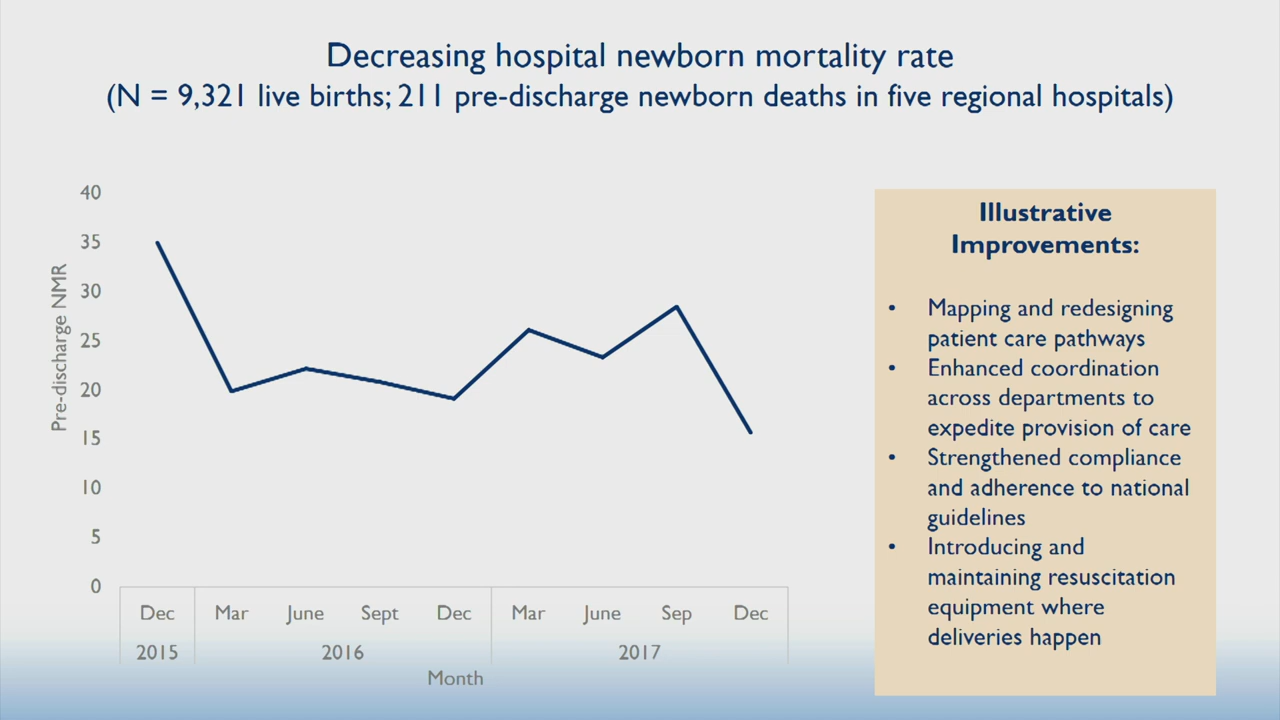 Decreasing hospital newborn mortality rate
(N = 9,321 live births; 211 pre-discharge newborn deaths in five regional hospitals)
Pre-discharge NMR
40
35
30
25
20
15
10
5
0
Dec Mar June Sept Dec Mar June Sep Dec
2015 2016 2017
Month
Illustrative
Improvements:
• Mapping and redesigning
patient care pathways
• Enhanced coordination
across departments to
expedite provision of care
• Strengthened compliance
and adherence to national
guidelines
• Introducing and
maintaining resuscitation
equipment where
deliveries happen